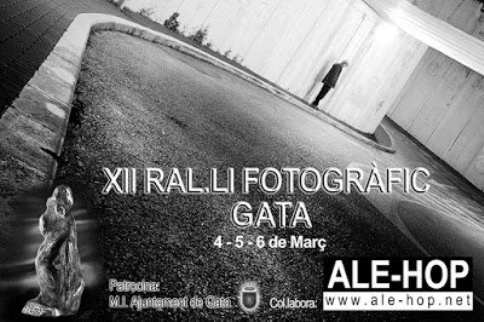 XII RAL.LI FOTOGRÀFIC
GATA
4 - 5 - 6 de Març
Patrocina:
M.I. Ajuntament de Gata
Col.labora:
ALE-HOP
www.ale-hop.net